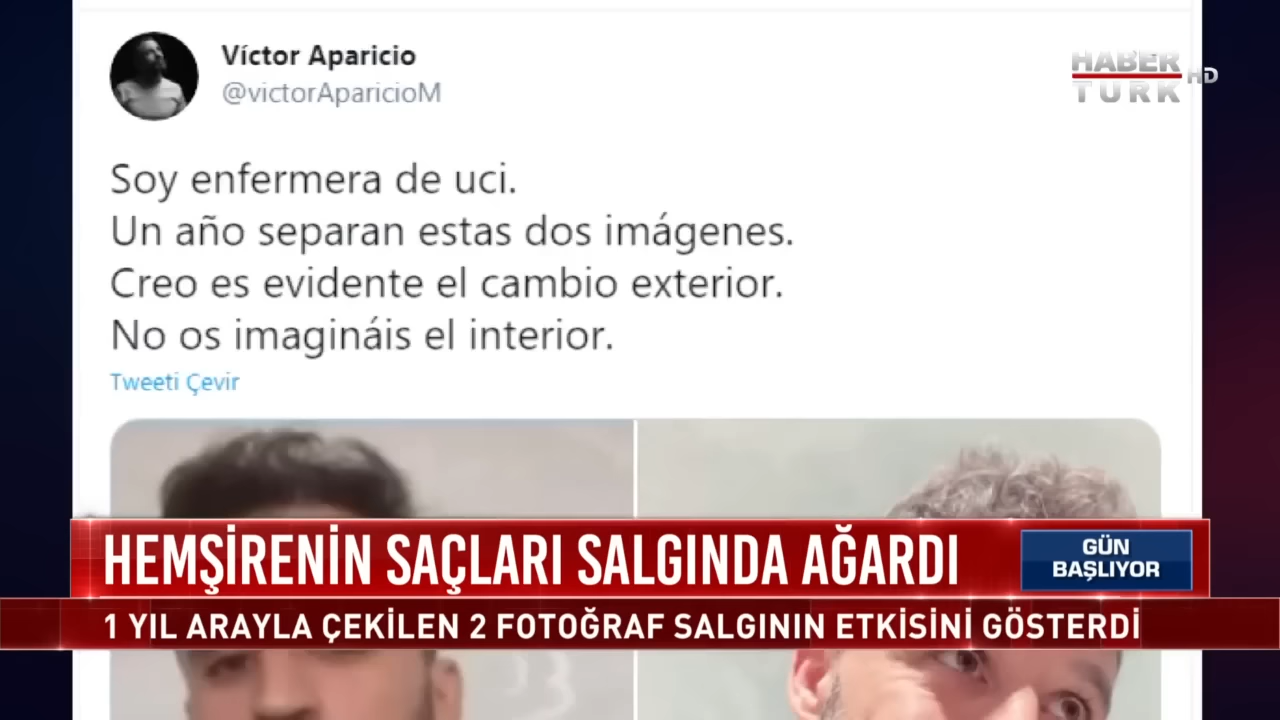 Víctor Aparicio
@victorAparicioM
HABER
TURK
HD
Soy enfermera de uci.
Un año separan estas dos imágenes.
Creo es evidente el cambio exterior.
No os imagináis el interior.
Tweeti Çevir
HEMŞİRENİN SAÇLARI SALGINDA AĞARDI
GÜN
BAŞLIYOR
1 YIL ARAYLA ÇEKİLEN 2 FOTOĞRAF SALGININ ETKİSİNİ GÖSTERDİ